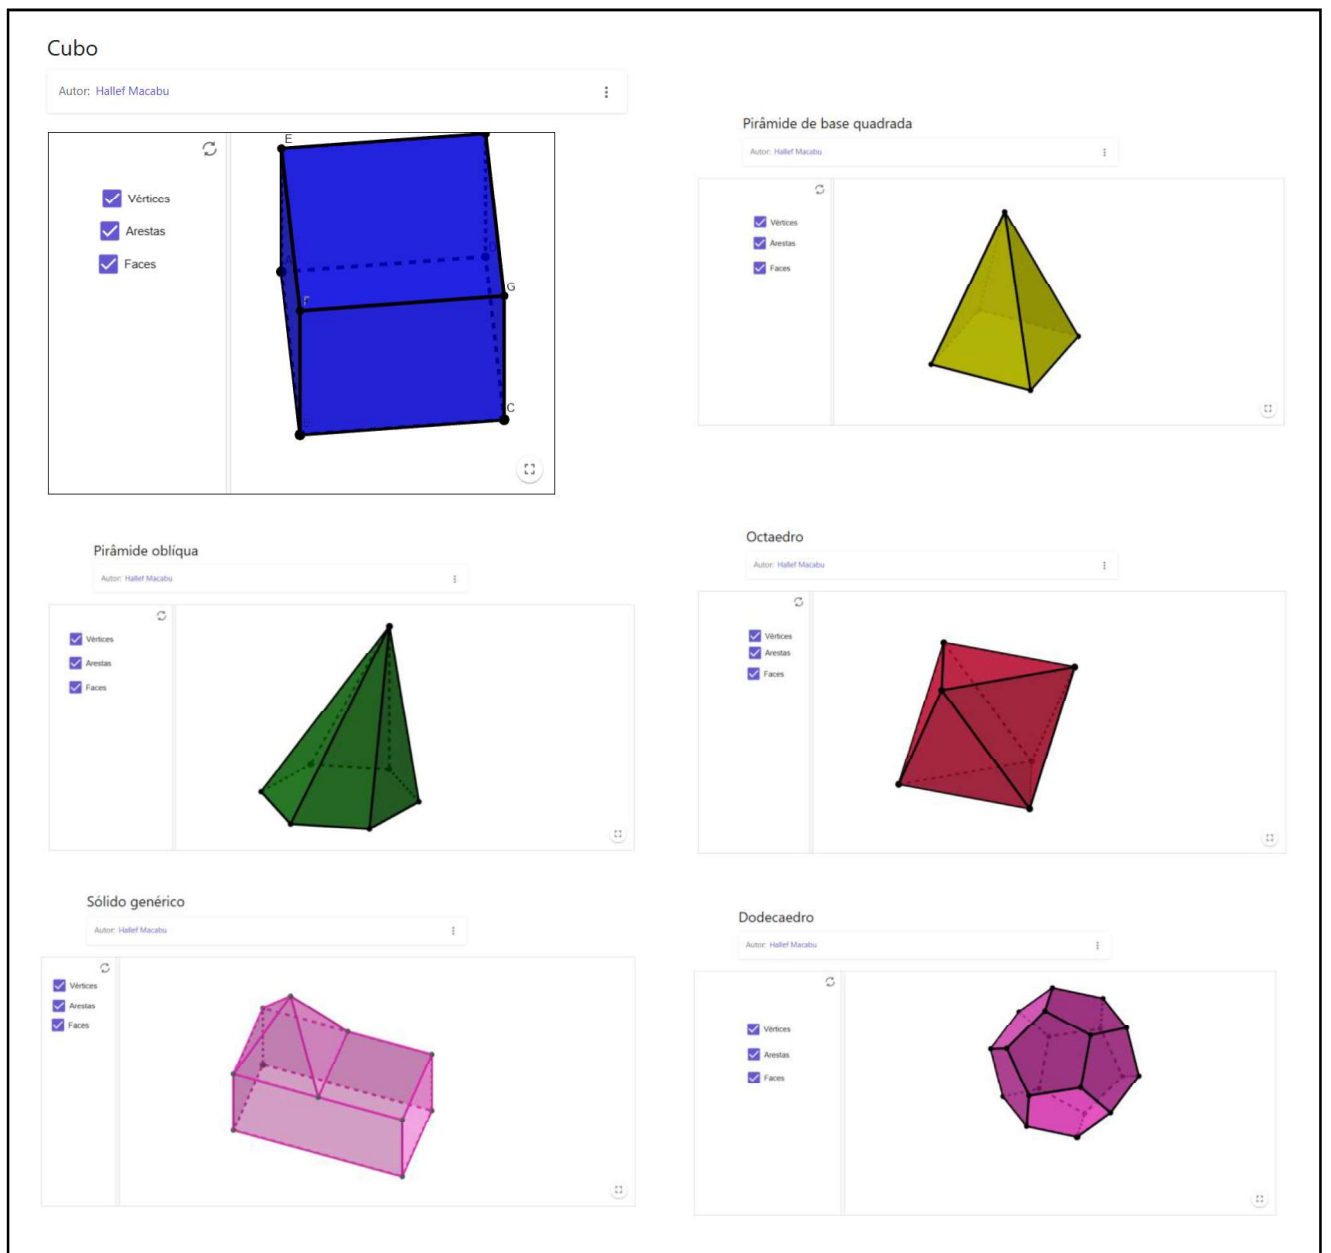 Cubo
Autor: Hallef Macabu
Vértices
Arestas
Faces
E
A
D
F
G
C
Pirâmide de base quadrada
Autor: Hallef Macabu
Vértices
Arestas
Faces
Pirâmide oblíqua
Autor: Hallef Macabu
Vértices
Arestas
Faces
Octaedro
Autor: Hallef Macabu
Vértices
Arestas
Faces
Sólido genérico
Autor: Hallef Macabu
Vértices
Arestas
Faces
Dodecaedro
Autor: Hallef Macabu
Vértices
Arestas
Faces